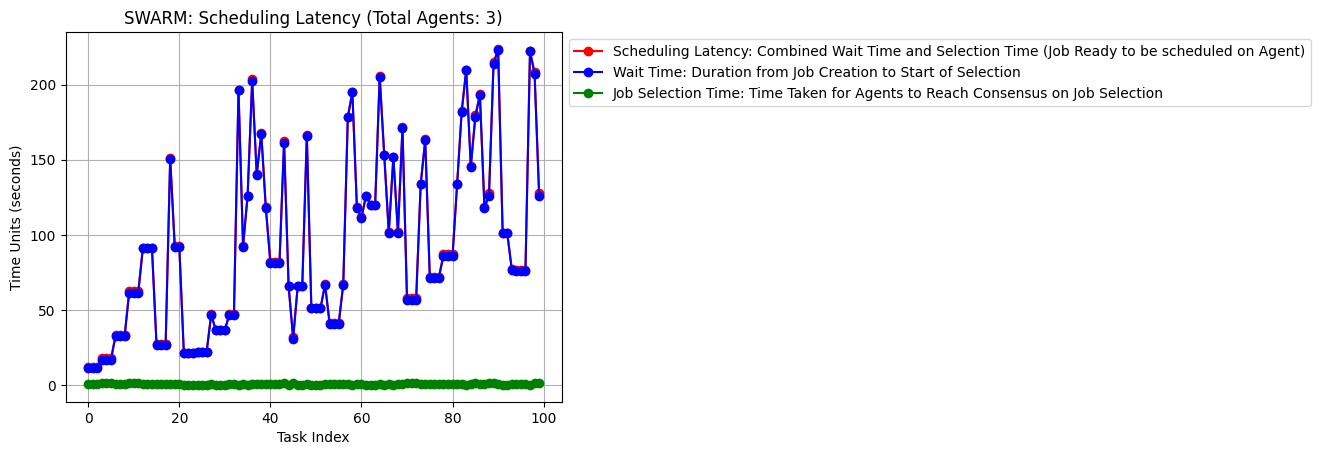 SWARM: Scheduling Latency (Total Agents: 3)
Scheduling Latency: Combined Wait Time and Selection Time (Job Ready to be scheduled on Agent)
Wait Time: Duration from Job Creation to Start of Selection
Job Selection Time: Time Taken for Agents to Reach Consensus on Job Selection
Time Units (seconds)
200
150
100
50
0
0 20 40 60 80 100
Task Index